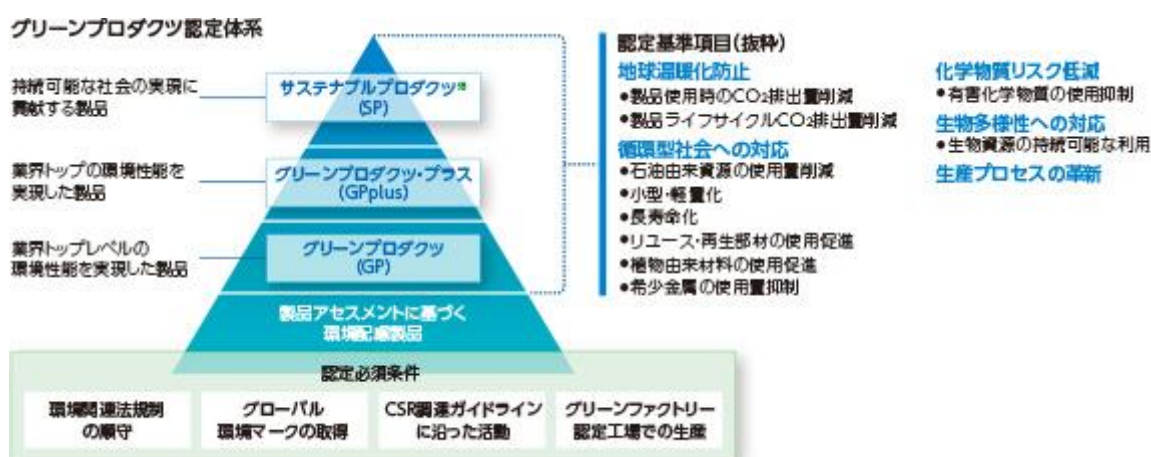 グリーンプロダクツ認定体系
持続可能な社会の実現に
貢献する製品
サステナブルプロダクツ
(SP)
業界トップの環境性能を
実現した製品
グリーンプロダクツ・プラス
(GPplus)
業界トップレベルの
環境性能を実現した製品
グリーンプロダクツ
(GP)
製品アセスメントに基づく
環境配慮製品
認定必須条件
環境関連法規制
の順守
グローバル
環境マークの取得
CSR調達ガイドライン
に沿った活動
グリーンファクトリー
認定工場での生産
認定基準項目(抜粋)
地球温暖化防止
●製品使用時のCO₂排出量削減
●製品ライフサイクルCO₂排出量削減
循環型社会への対応
●石油由来資源の使用量削減
●小型・軽量化
●長寿命化
●リユース・再生部材の使用促進
●植物由来材料の使用促進
●希少金属の使用量抑制
化学物質リスク低減
●有害化学物質の使用抑制
生物多様性への対応
●生物資源の持続可能な利用
生産プロセスの革新